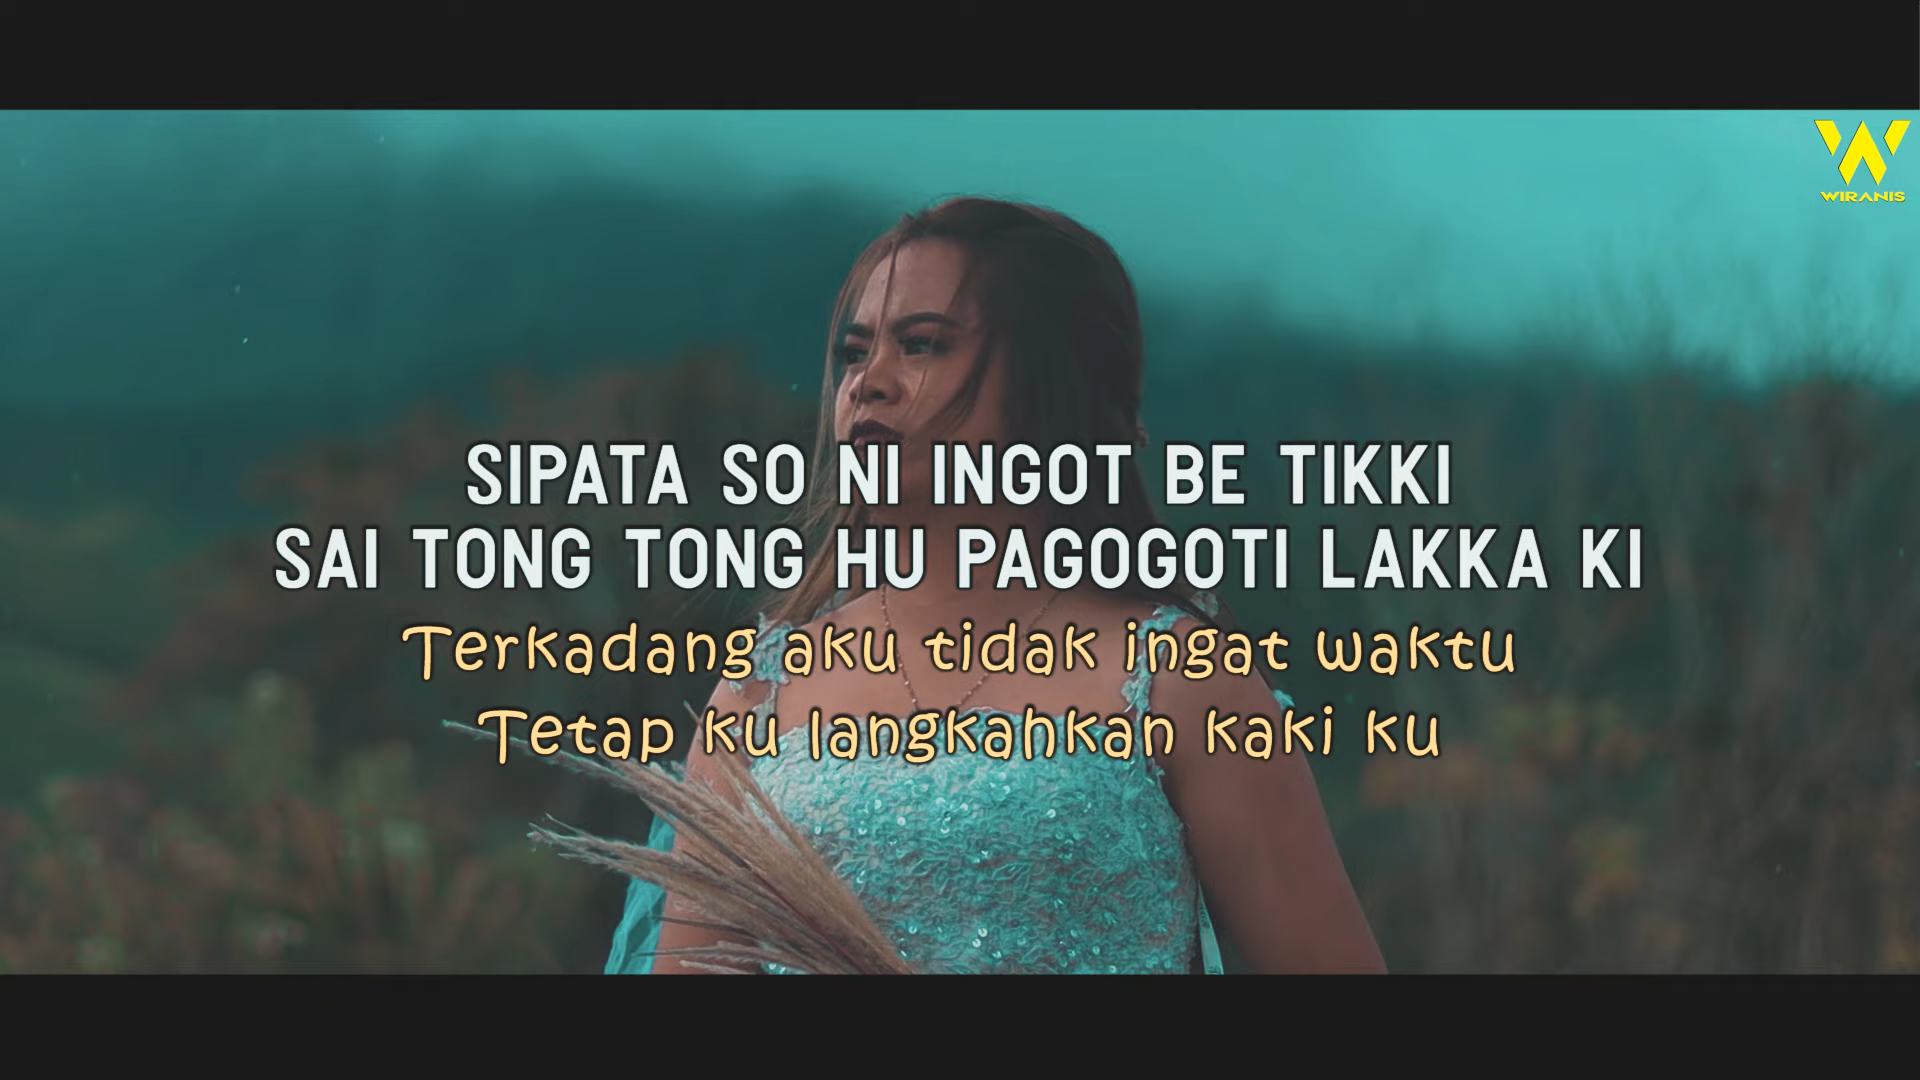 WIRANIS
SIPATA SO NI INGOT BE TIKKI
SAI TONG TONG HU PAGOGOTI LAKKA KI
Terkadang aku tidak ingat waktu
Tetap ku langkahkan kaki ku